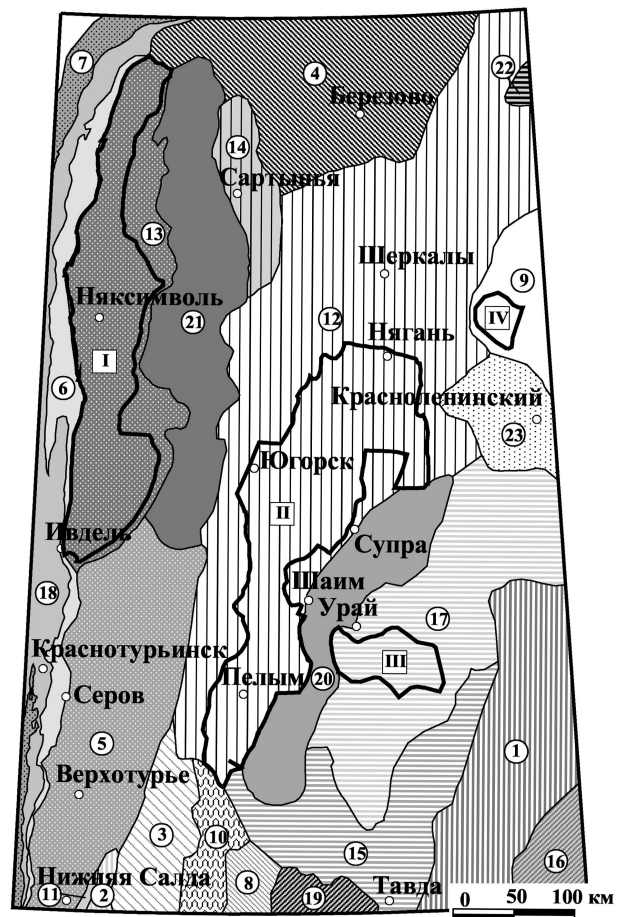 7
4
22
Березово
14
Сартынья
13
Шеркалы
9
Няксимволь
21
12
IV
Нягань
I
6
Красноленинский
23
Югорск
II
Ивдель
Супра
Шаим
18
Урай
17
Краснотурьинск
III
Пелым
20
Серов
5
1
Верхотурье
3
10
15
16
Нижняя Салда
11
2
8
19
Тавда
0 50 100 км